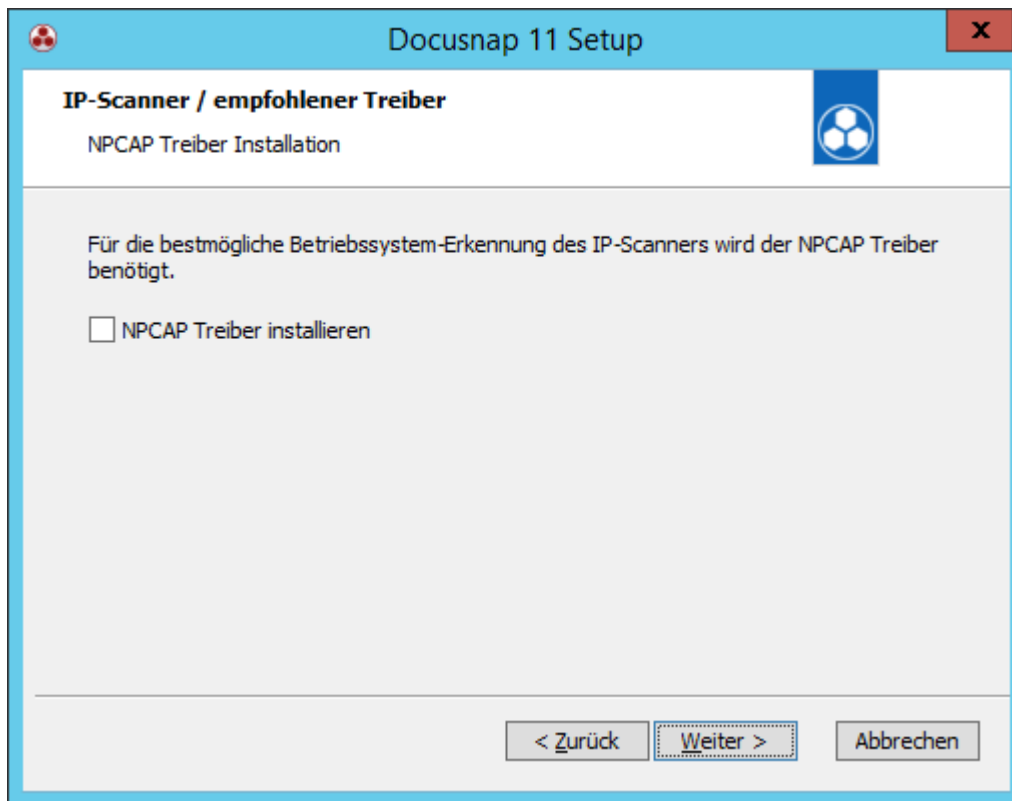 Docusnap 11 Setup
x
IP-Scanner / empfohlener Treiber
NPCAP Treiber Installation
Für die bestmögliche Betriebssystem-Erkennung des IP-Scanners wird der NPCAP Treiber
benötigt.
NPCAP Treiber installieren
< Zurück Weiter > Abbrechen